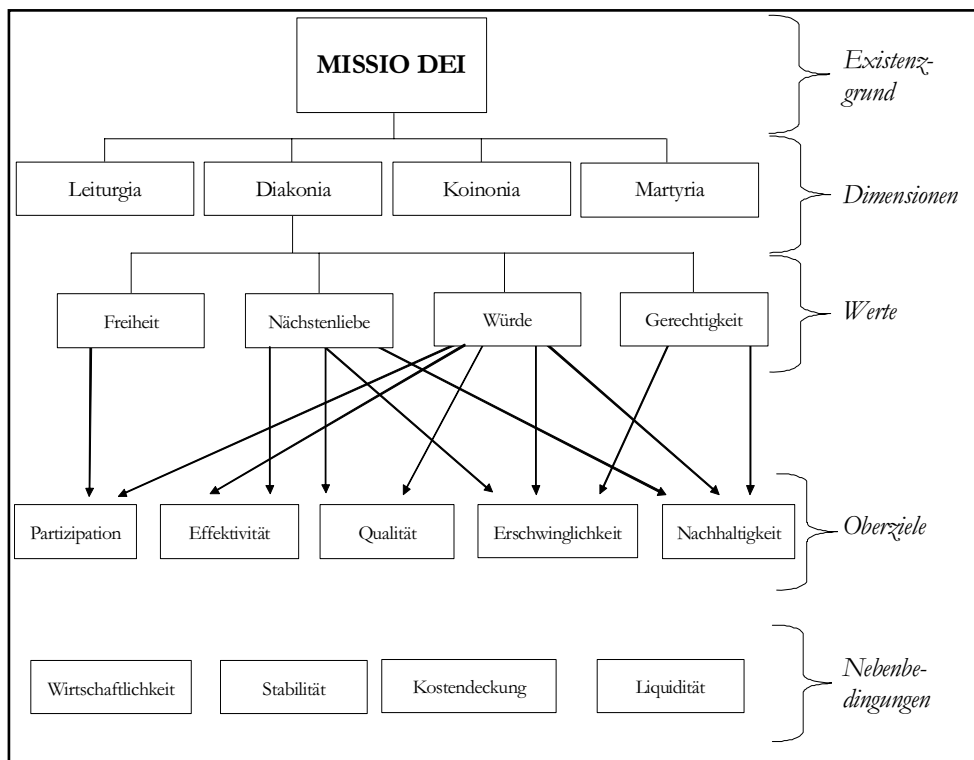 MISSIO DEI
Existenz-
grund
Leiturgia
Diakonia
Koinonia
Martyria
Dimensionen
Freiheit
Nächstenliebe
Würde
Gerechtigkeit
Werte
Partizipation
Effektivität
Qualität
Erschwinglichkeit
Nachhaltigkeit
Oberziele
Wirtschaftlichkeit
Stabilität
Kostendeckung
Liquidität
Nebenbe-
dingungen